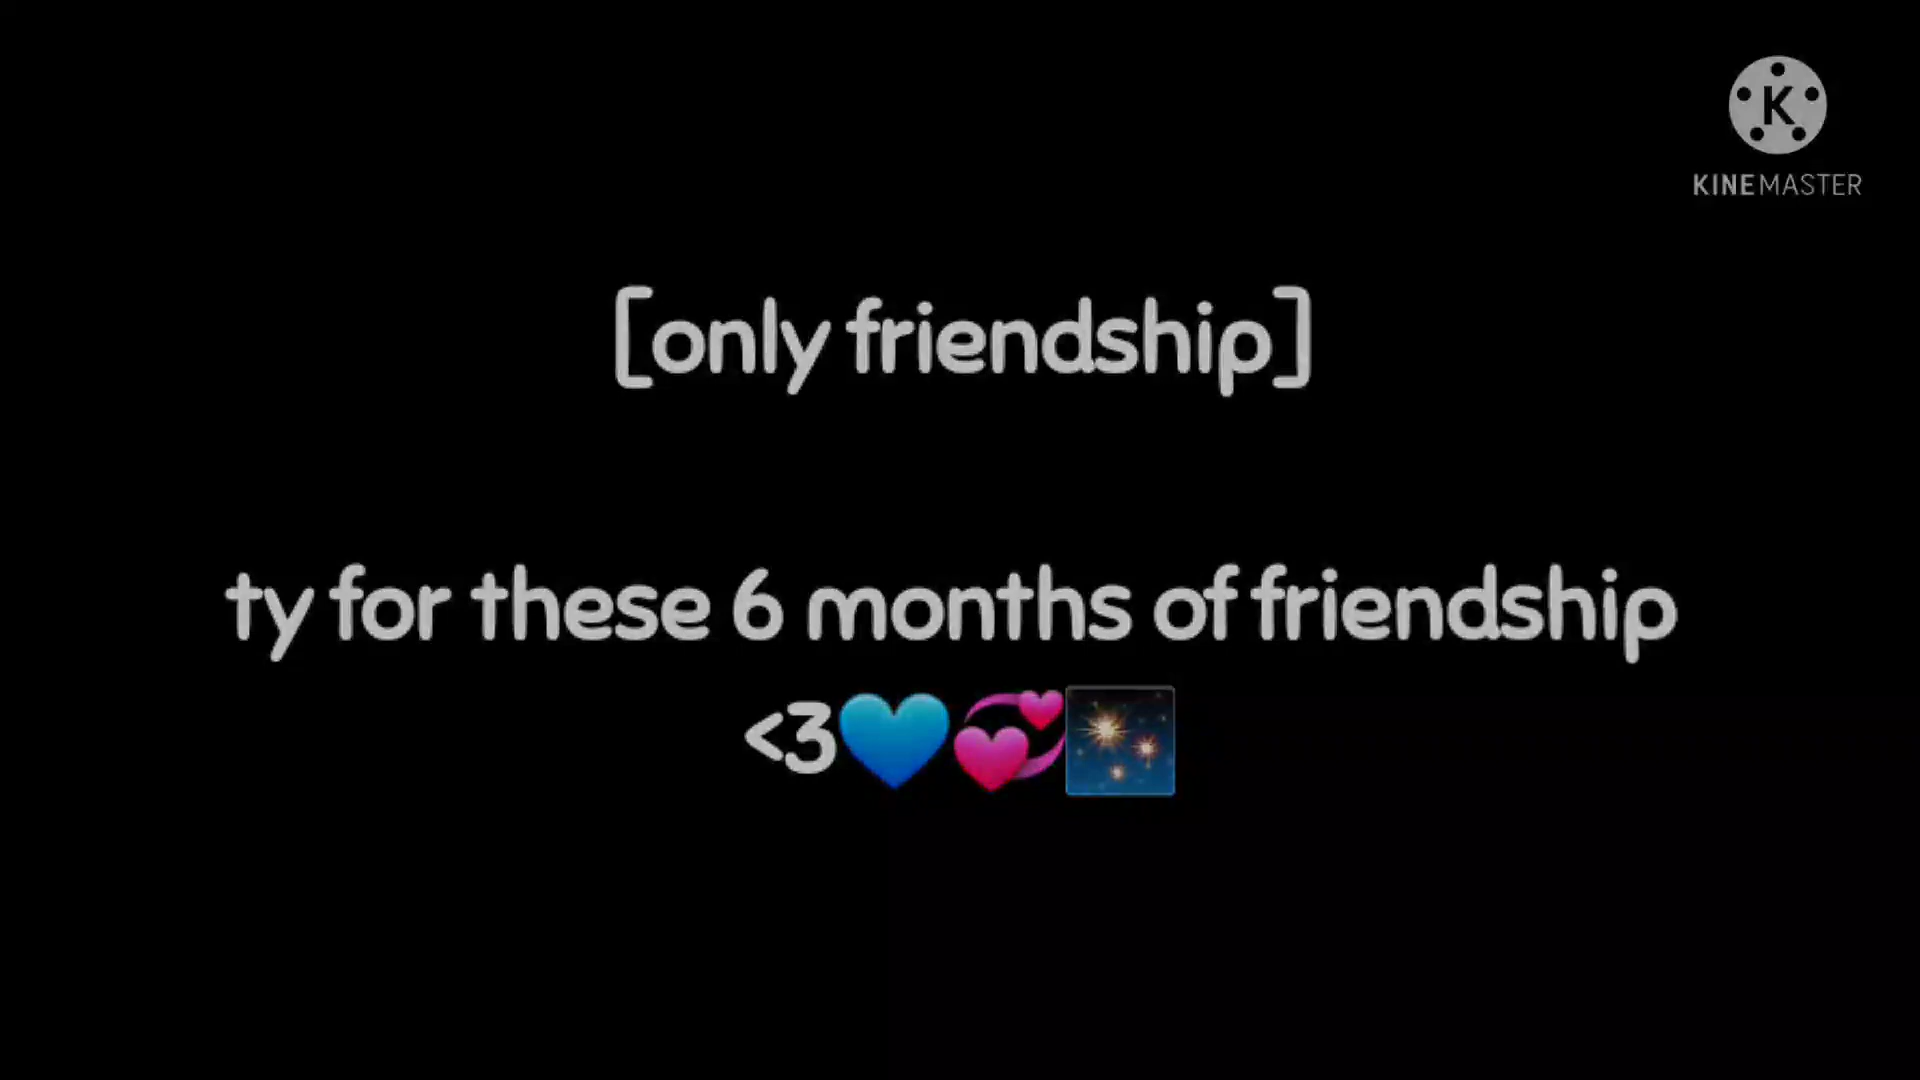 K
KINEMASTER
[only friendship]
ty for these 6 months of friendship
<3💙💞🎇